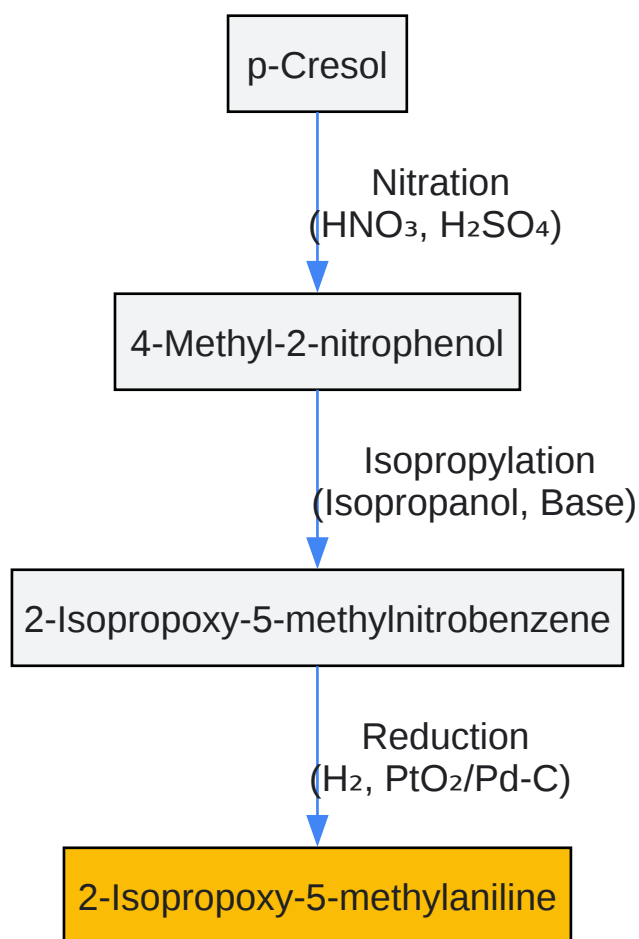 p-Cresol
Nitration
(HNO₃, H₂SO₄)
4-Methyl-2-nitrophenol
Isopropylation
(Isopropanol, Base)
2-Isopropoxy-5-methylnitrobenzene
Reduction
(H₂, PtO₂/Pd-C)
2-Isopropoxy-5-methylaniline